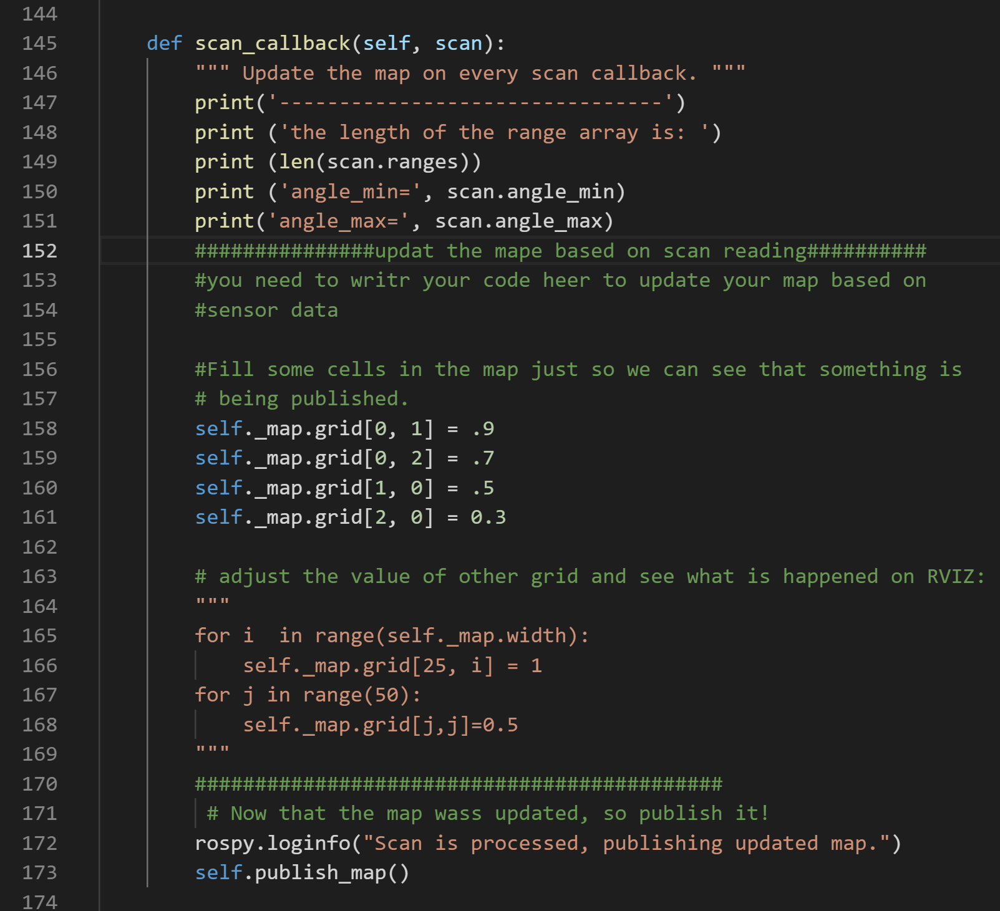 144
145 def scan_callback(self, scan):
146 """ Update the map on every scan callback. """
147 print('--------------------------------')
148 print ('the length of the range array is: ')
149 print (len(scan.ranges))
150 print ('angle_min=', scan.angle_min)
151 print('angle_max=', scan.angle_max)
152 ###############updat the mape based on scan reading##########
153 #you need to writr your code heer to update your map based on
154 #sensor data
155
156 #Fill some cells in the map just so we can see that something is
157 # being published.
158 self._map.grid[0, 1] = .9
159 self._map.grid[0, 2] = .7
160 self._map.grid[1, 0] = .5
161 self._map.grid[2, 0] = 0.3
162
163 # adjust the value of other grid and see what is happened on RVIZ:
164 """
165 for i  in range(self._map.width):
166 self._map.grid[25, i] = 1
167 for j in range(50):
168 self._map.grid[j,j]=0.5
169 """
170 ############################################
171 # Now that the map wass updated, so publish it!
172 rospy.loginfo("Scan is processed, publishing updated map.")
173 self.publish_map()
174